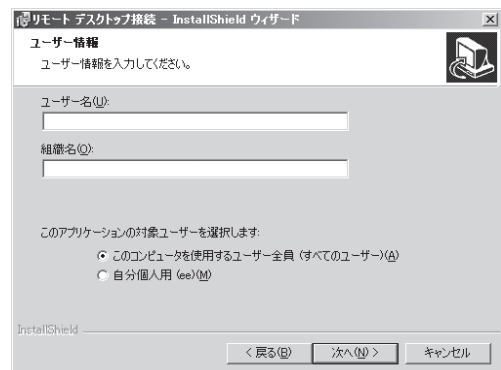 リモート デスクトップ接続 - InstallShield ウィザード
ユーザー情報
ユーザー情報を入力してください。
ユーザー名(U):
組織名(O):
このアプリケーションの対象ユーザーを選択します:
このコンピュータを使用するユーザー全員 (すべてのユーザー)(A)
自分個人用 (ee)(M)
InstallShield
< 戻る(B)
次へ(N) >
キャンセル